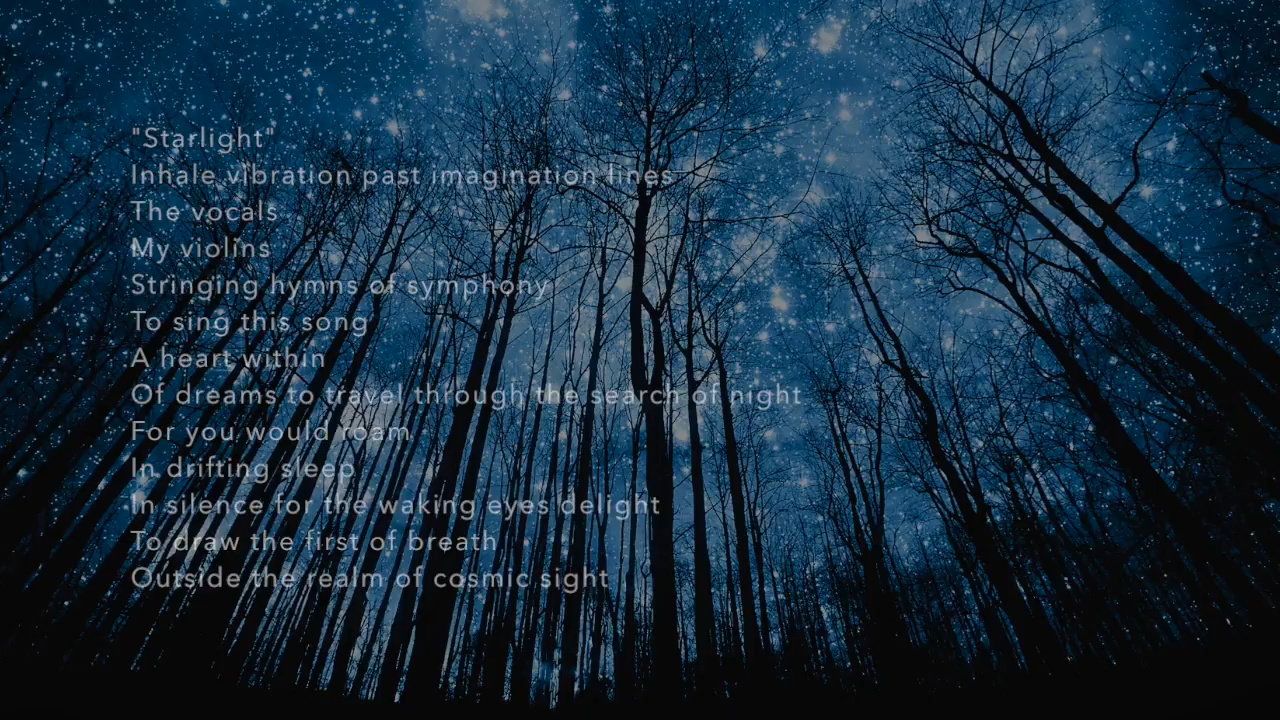 "Starlight"
Inhale vibration past imagination lines
The vocals
My violins
Stringing hymns of symphony
To sing this song
A heart within
Of dreams to travel through the search of night
For you would roam
In drifting sleep
In silence for the waking eyes delight
To draw the first of breath
Outside the realm of cosmic sight